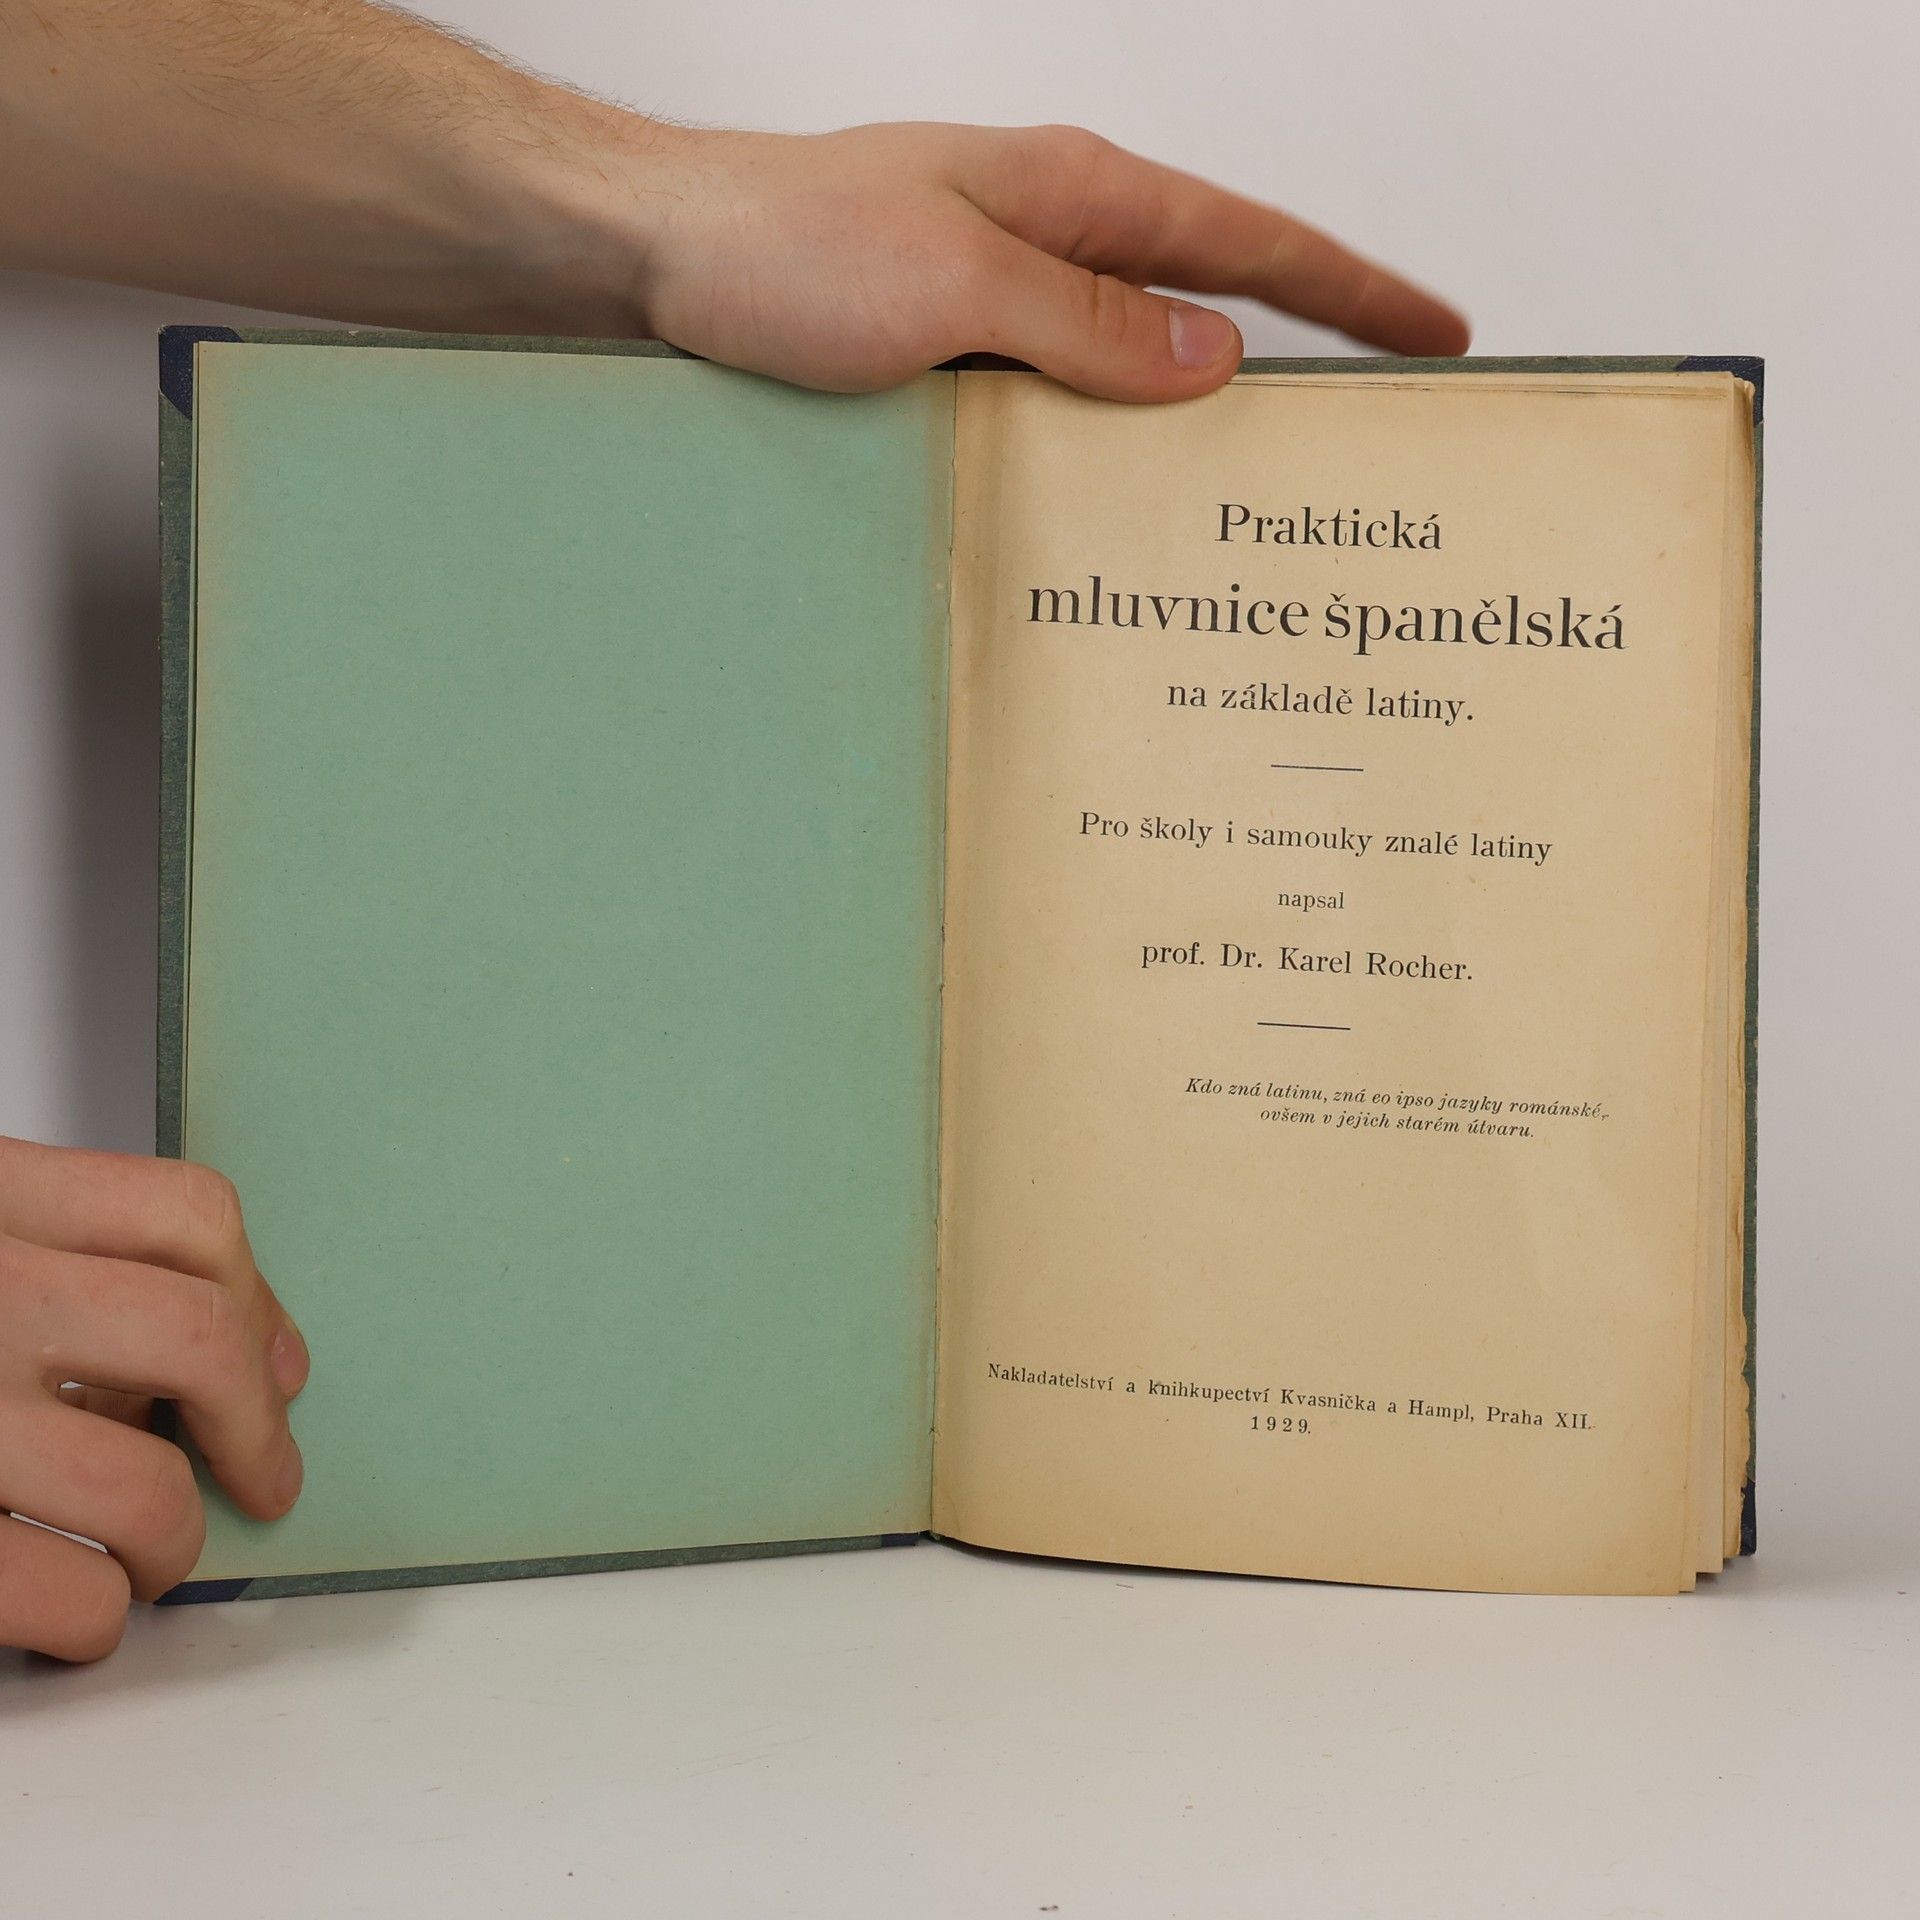 Praktická
mluvnice španělská
na základě latiny.
Pro školy i samouky znalé latiny
napsal
prof. Dr. Karel Rocher.
Kdo zná latinu, zná eo ipso jazyky románské,
ovšem v jejich starém útvaru.
Nakladatelství a knihkupectví Kvasnička a Hampl, Praha XII.
1929.